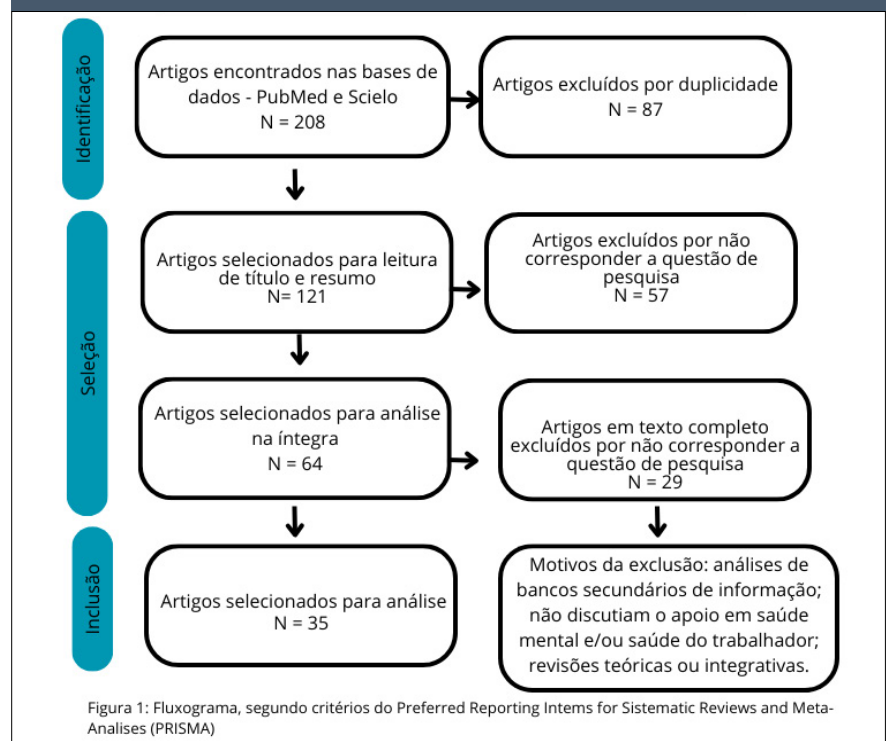 Identificação
Artigos encontrados nas bases de
dados - PubMed e Scielo
N = 208
Artigos excluídos por duplicidade
N = 87
Seleção
Artigos selecionados para leitura
de título e resumo
N= 121
Artigos excluídos por não
corresponder a questão de
pesquisa
N = 57
Artigos selecionados para análise
na íntegra
N = 64
Artigos em texto completo
excluídos por não corresponder a
questão de pesquisa
N = 29
Inclusão
Artigos selecionados para análise
N = 35
Motivos da exclusão: análises de
bancos secundários de informação;
não discutiam o apoio em saúde
mental e/ou saúde do trabalhador;
revisões teóricas ou integrativas.
Figura 1: Fluxograma, segundo critérios do Preferred Reporting Intems for Sistematic Reviews and Meta-
Analises (PRISMA)